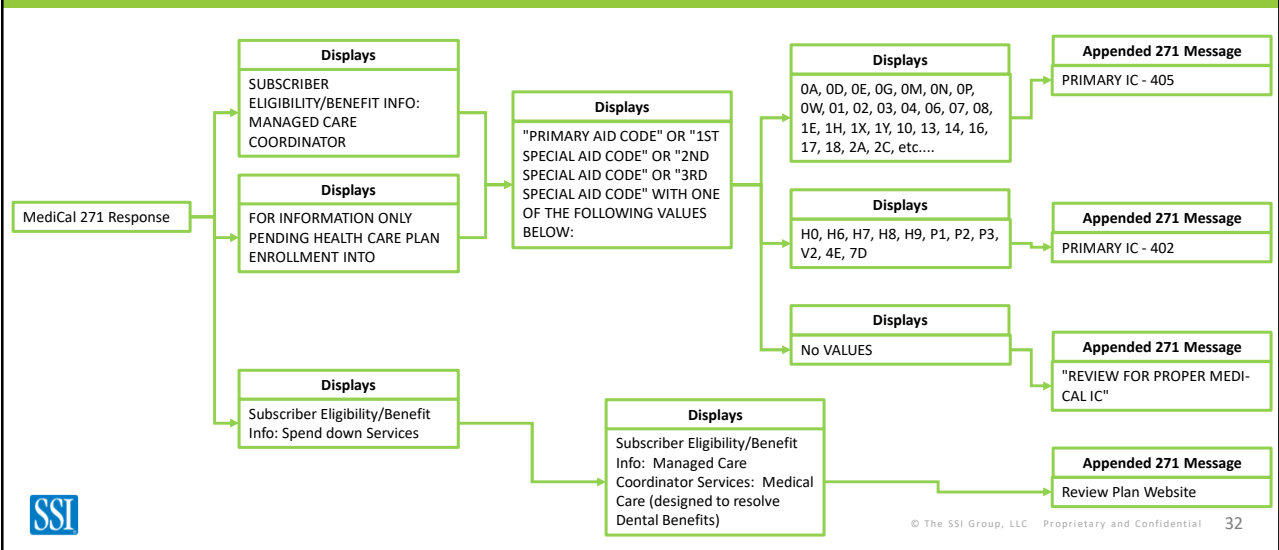 MediCal 271 Response
Displays
SUBSCRIBER
ELIGIBILITY/BENEFIT INFO:
MANAGED CARE
COORDINATOR
Displays
FOR INFORMATION ONLY
PENDING HEALTH CARE PLAN
ENROLLMENT INTO
Displays
Subscriber Eligibility/Benefit
Info: Spend down Services
Displays
"PRIMARY AID CODE" OR "1ST
SPECIAL AID CODE" OR "2ND
SPECIAL AID CODE" OR "3RD
SPECIAL AID CODE" WITH ONE
OF THE FOLLOWING VALUES
BELOW:
Displays
Subscriber Eligibility/Benefit
Info: Managed Care
Coordinator Services: Medical
Care (designed to resolve
Dental Benefits)
Displays
0A, 0D, 0E, 0G, 0M, 0N, 0P,
0W, 01, 02, 03, 04, 06, 07, 08,
1E, 1H, 1X, 1Y, 10, 13, 14, 16,
17, 18, 2A, 2C, etc....
Displays
H0, H6, H7, H8, H9, P1, P2, P3,
V2, 4E, 7D
Displays
No VALUES
Appended 271 Message
PRIMARY IC - 405
Appended 271 Message
PRIMARY IC - 402
Appended 271 Message
"REVIEW FOR PROPER MEDI-
CAL IC"
Appended 271 Message
Review Plan Website
SSI
© The SSI Group, LLC Proprietary and Confidential 32